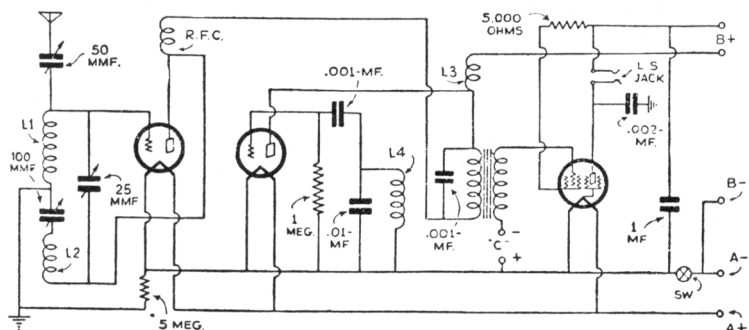 5,000
OHMS
B+
R.F.C.
50
MMF.
.001-MF.
L3
L S
JACK
.002-
MF.
L1
100
MMF
25
MMF
L4
1
MEG.
.01-
MF
.001-
MF.
-
"C"
+
1
MF
B-
L2
A-
SW
.5 MEG.
A+